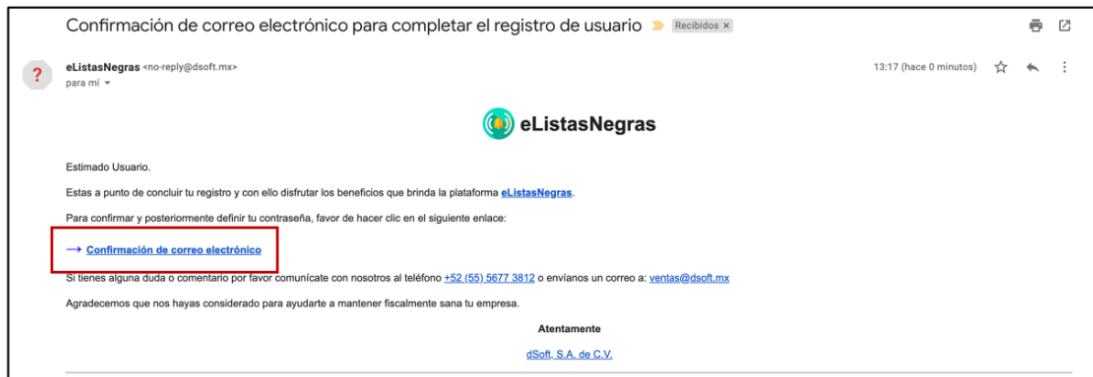 Confirmación de correo electrónico para completar el registro de usuario Recibidos ×
eListasNegras <no-reply@dsoft.mx> 13:17 (hace 0 minutos)
para mí
?
eListasNegras
Estimado Usuario.
Estas a punto de concluir tu registro y con ello disfrutar los beneficios que brinda la plataforma eListasNegras.
Para confirmar y posteriormente definir tu contraseña, favor de hacer clic en el siguiente enlace:
→ Confirmación de correo electrónico
Si tienes alguna duda o comentario por favor comunícate con nosotros al teléfono +52 (55) 5677 3812 o envíanos un correo a: ventas@dsoft.mx
Agradecemos que nos hayas considerado para ayudarte a mantener fiscalmente sana tu empresa.
Atentamente
dSoft, S.A. de C.V.